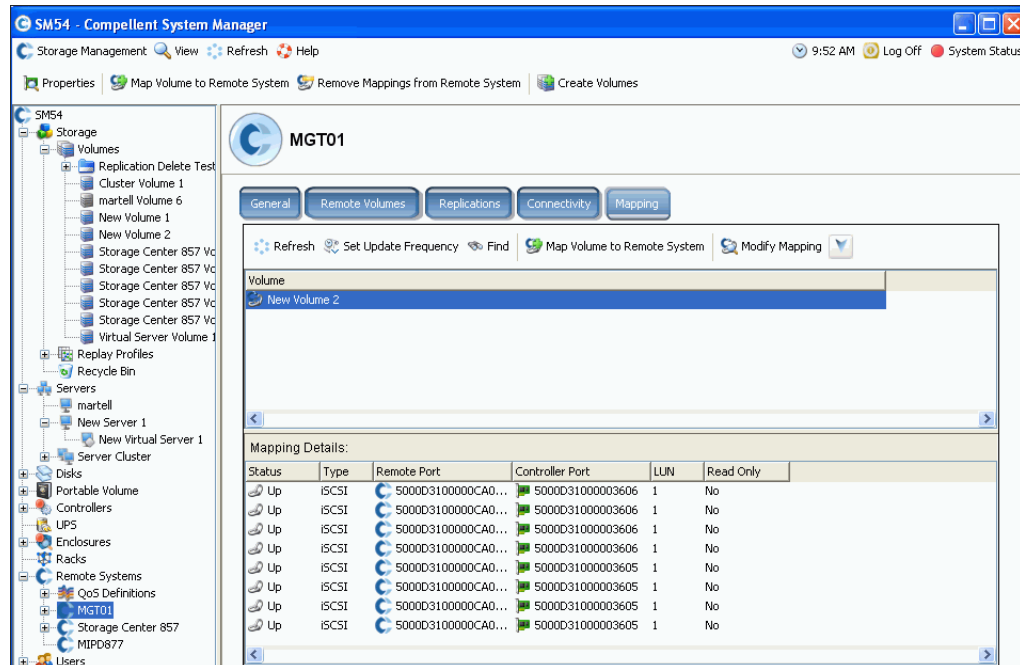 SM54 - Compellent System Manager
Storage Management View Refresh Help 9:52 AM Log Off System Status
Properties Map Volume to Remote System Remove Mappings from Remote System Create Volumes
SM54
Storage
Volumes
Replication Delete Test
Cluster Volume 1
martell Volume 6
New Volume 1
New Volume 2
Storage Center 857 Vo
Storage Center 857 Vo
Storage Center 857 Vo
Storage Center 857 Vo
Storage Center 857 Vo
Virtual Server Volume 1
Replay Profiles
Recycle Bin
Servers
martell
New Server 1
New Virtual Server 1
Server Cluster
Disks
Portable Volume
Controllers
UPS
Enclosures
Racks
Remote Systems
QoS Definitions
MGT01
Storage Center 857
MIPD877
Users
MGT01
General Remote Volumes Replications Connectivity Mapping
Refresh Set Update Frequency Find Map Volume to Remote System Modify Mapping
Volume
New Volume 2
Mapping Details:
Status Type Remote Port Controller Port LUN Read Only
Up iSCSI 5000D3100000CA0... 5000D31000003606 1 No
Up iSCSI 5000D3100000CA0... 5000D31000003606 1 No
Up iSCSI 5000D3100000CA0... 5000D31000003606 1 No
Up iSCSI 5000D3100000CA0... 5000D31000003606 1 No
Up iSCSI 5000D3100000CA0... 5000D31000003605 1 No
Up iSCSI 5000D3100000CA0... 5000D31000003605 1 No
Up iSCSI 5000D3100000CA0... 5000D31000003605 1 No
Up iSCSI 5000D3100000CA0... 5000D31000003605 1 No